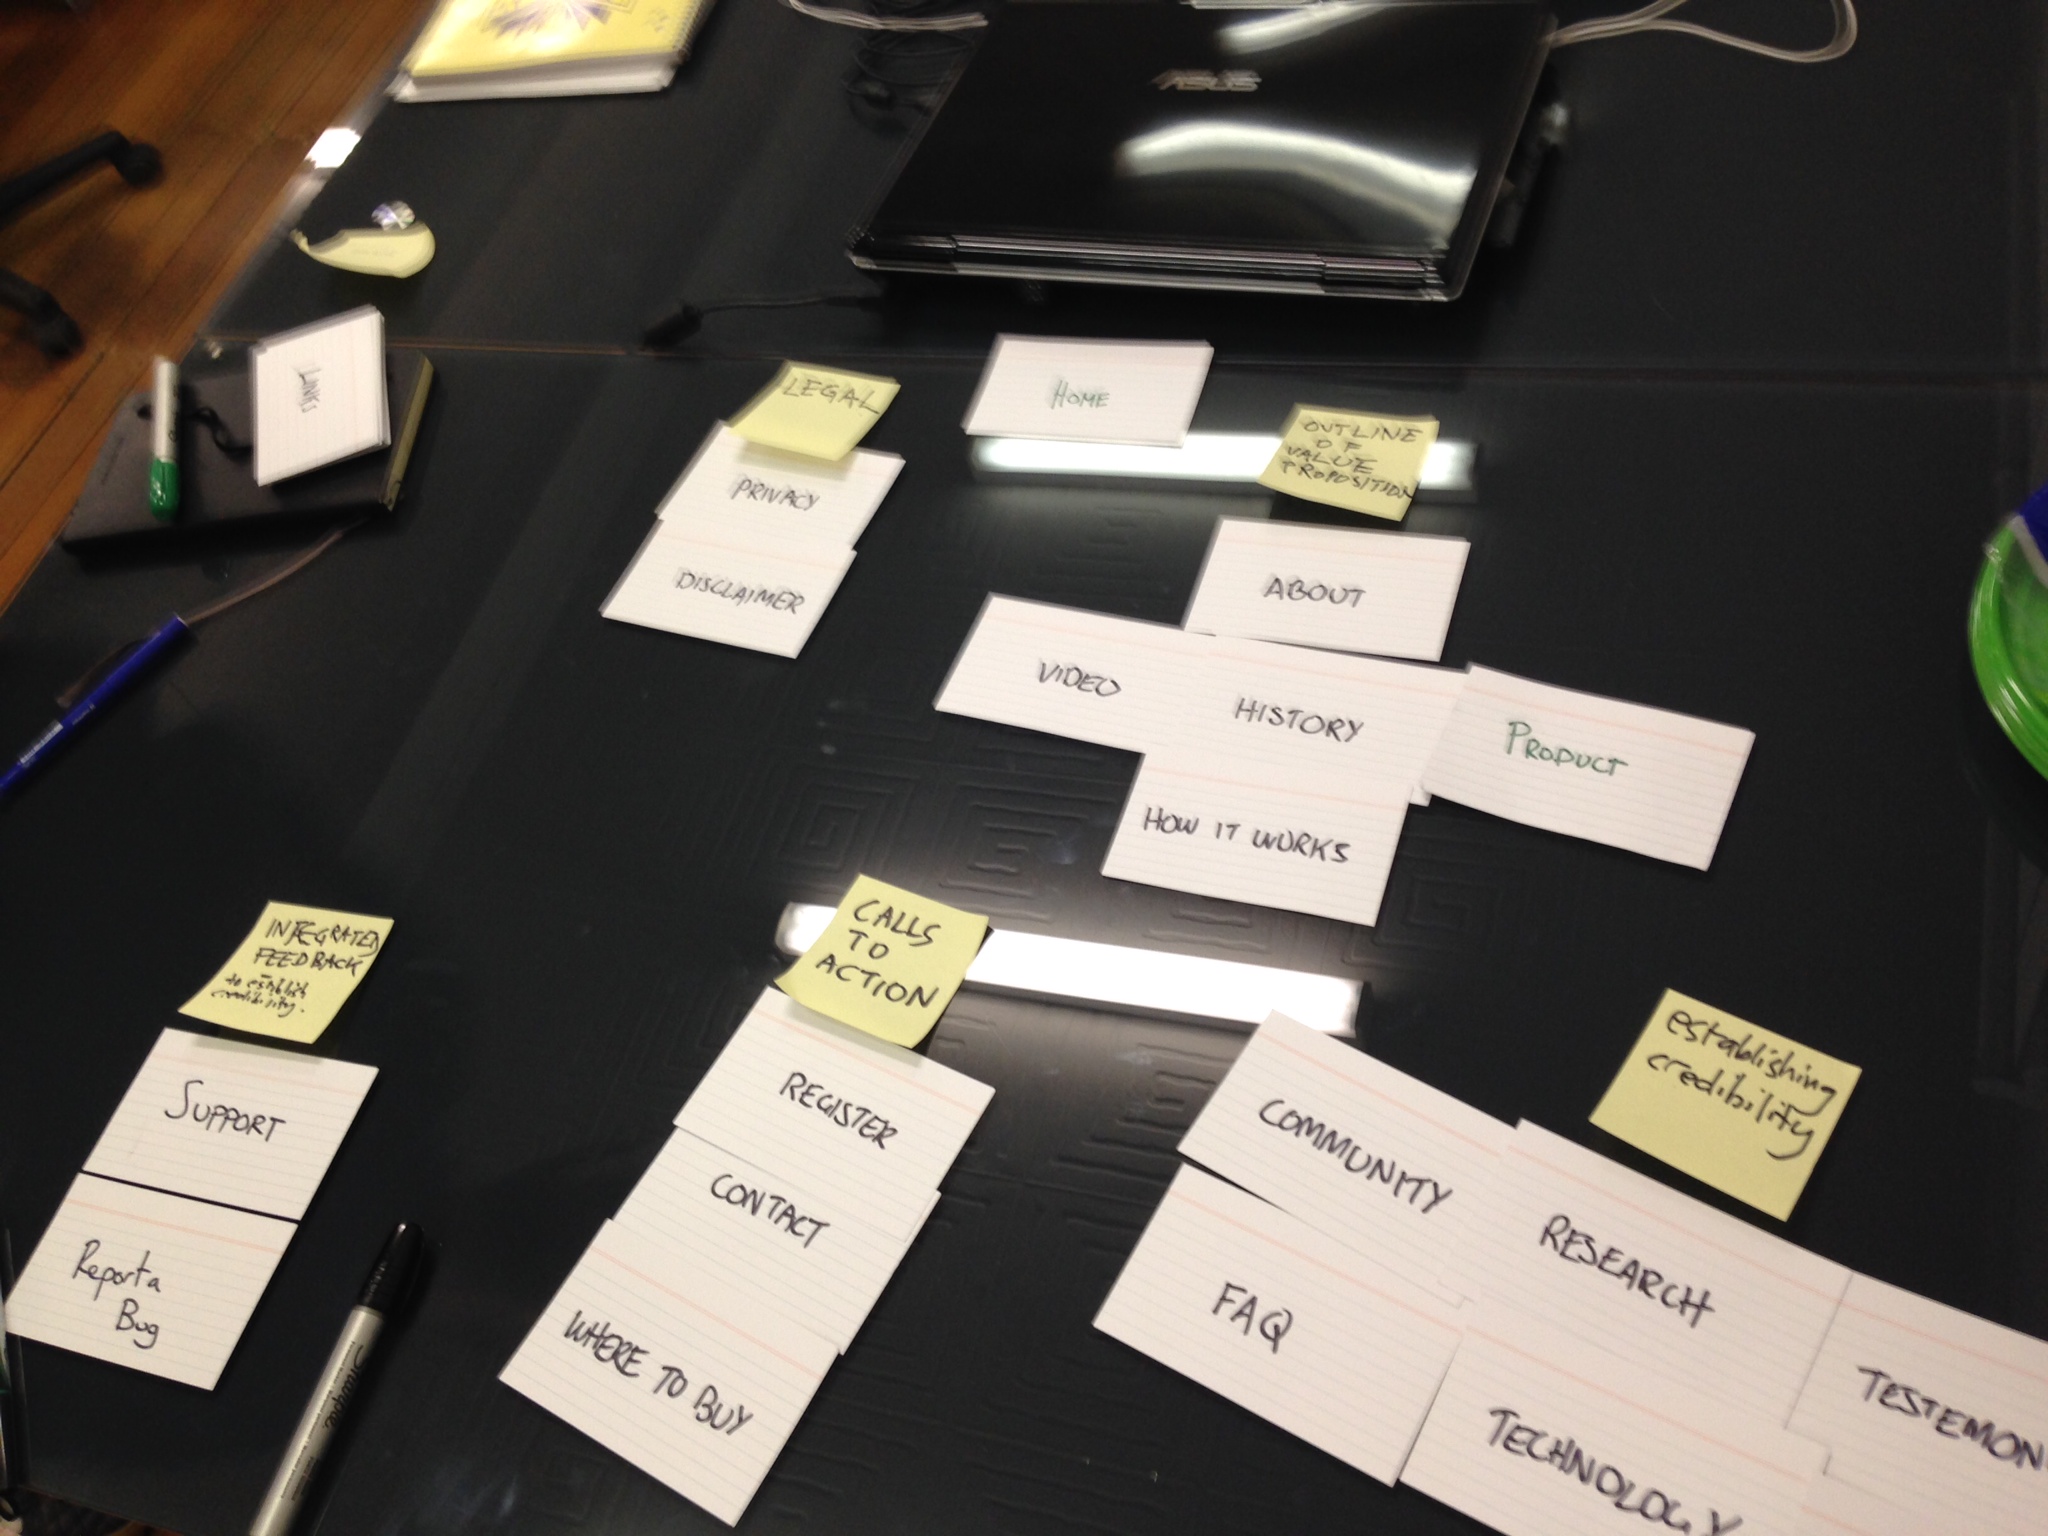 ASUS
LINKS
LEGAL
PRIVACY
DISCLAIMER
HOME
OUTLINE
OF
VALUE
PROPOSITION
ABOUT
VIDEO
HISTORY
PRODUCT
HOW IT WORKS
INTEGRATED
FEEDBACK
to establish
credibility.
SUPPORT
Report a
Bug
CALLS
TO
ACTION
REGISTER
CONTACT
WHERE TO BUY
establishing
credibility
COMMUNITY
RESEARCH
FAQ
TECHNOLOGY
TESTEMON
Sharpie